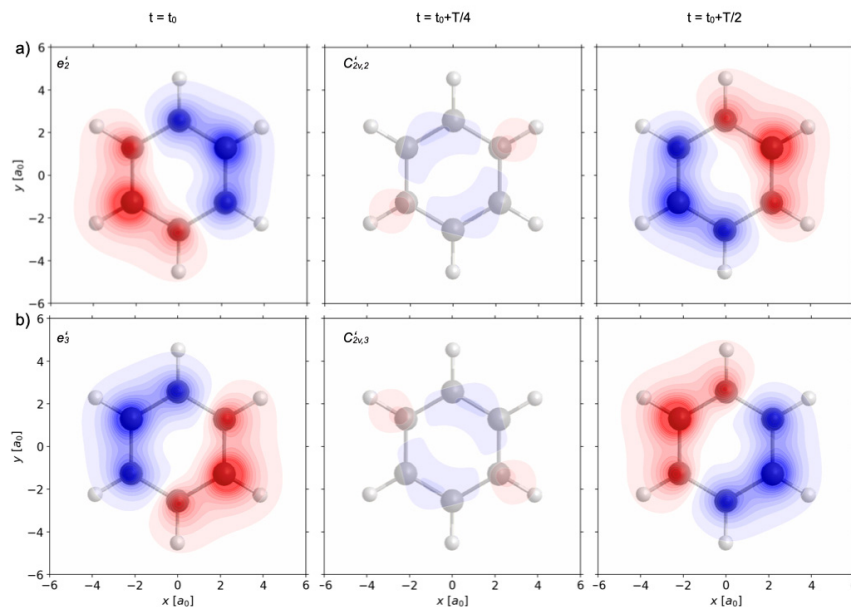 t = t₀ t = t₀+T/4 t = t₀+T/2
a)
e₂‘ C‘₂ᵥ,₂
6
4
2
0
−2
−4
−6
y [a₀]
b)
e₃‘ C‘₂ᵥ,₃
6
4
2
0
−2
−4
−6
y [a₀]
−6 −4 −2 0 2 4 6 −4 −2 0 2 4 6 −4 −2 0 2 4 6
x [a₀] x [a₀] x [a₀]